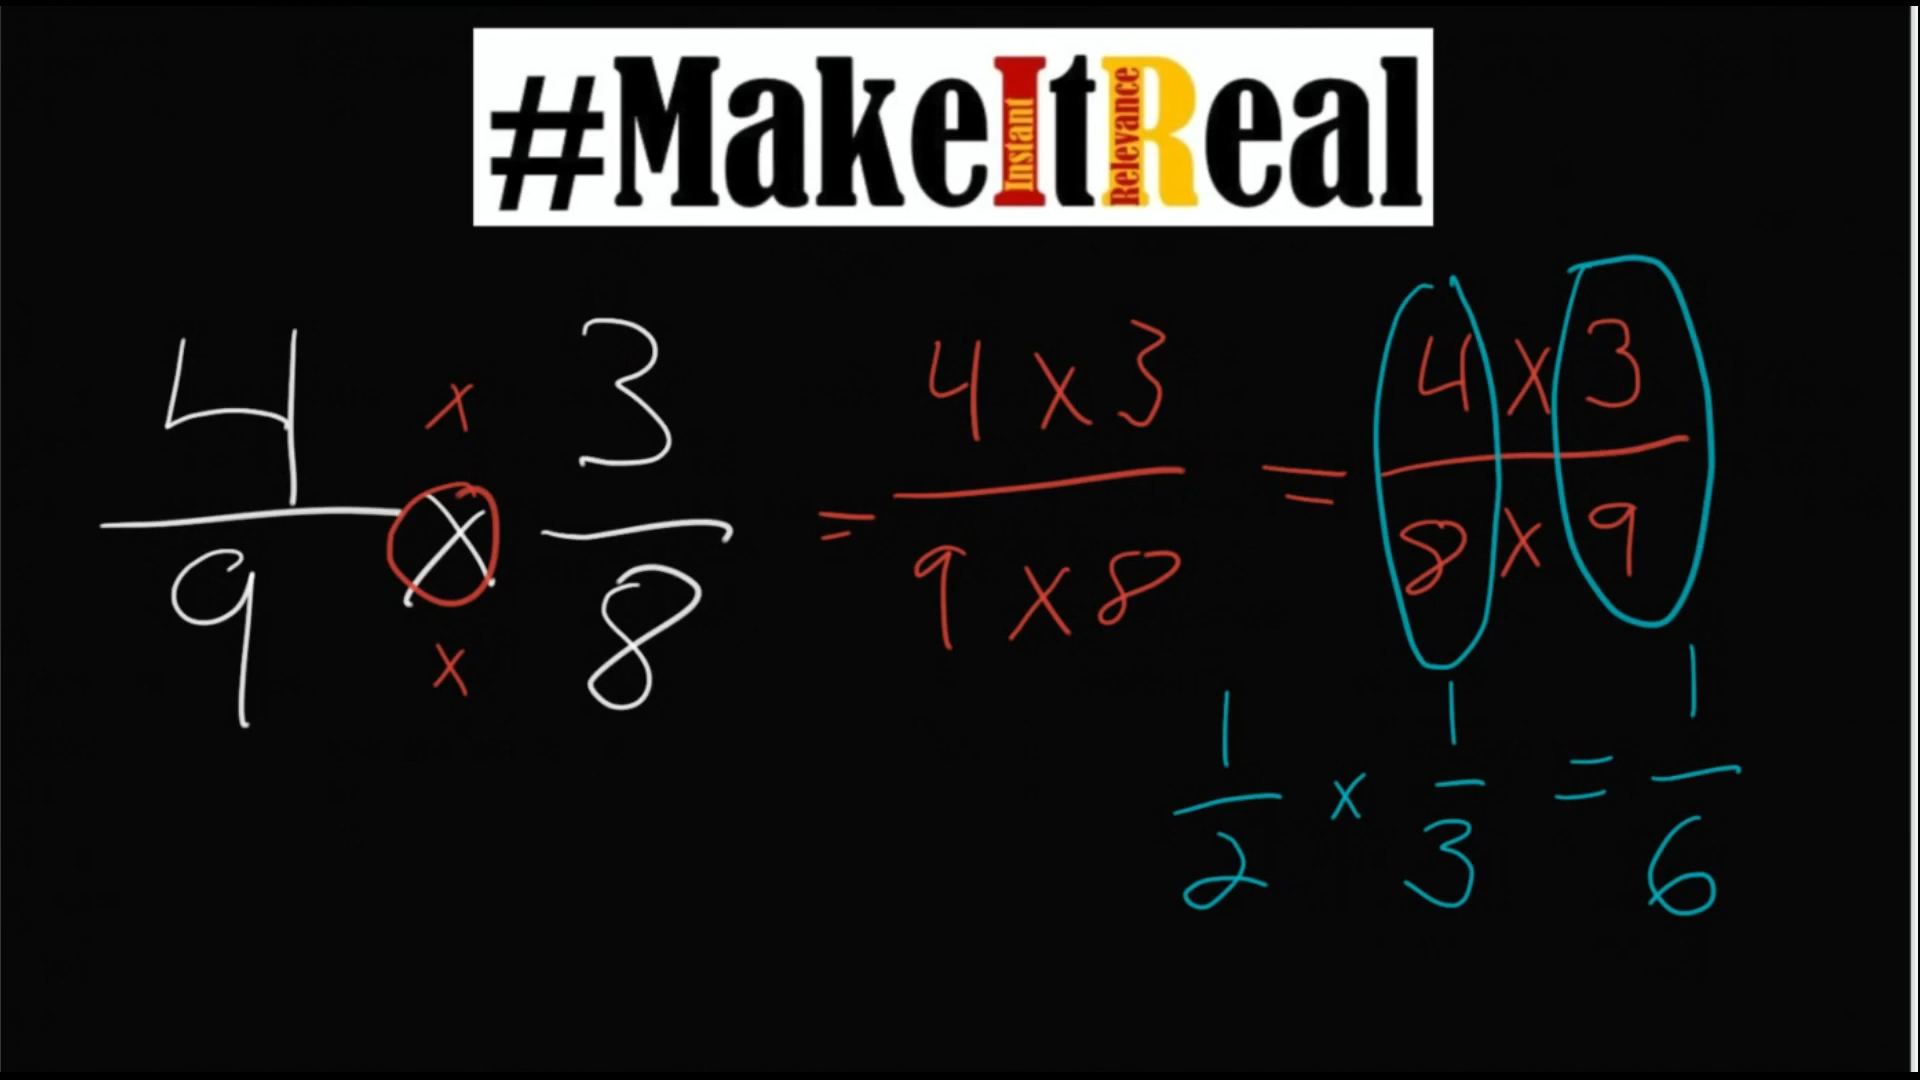 #MakeItReal
Instant
Relevance
4/9 x X x 3/8 = 4 x 3 / 9 x 8 = 4 x 3 / 8 x 9
1/2 x 1/3 = 1/6